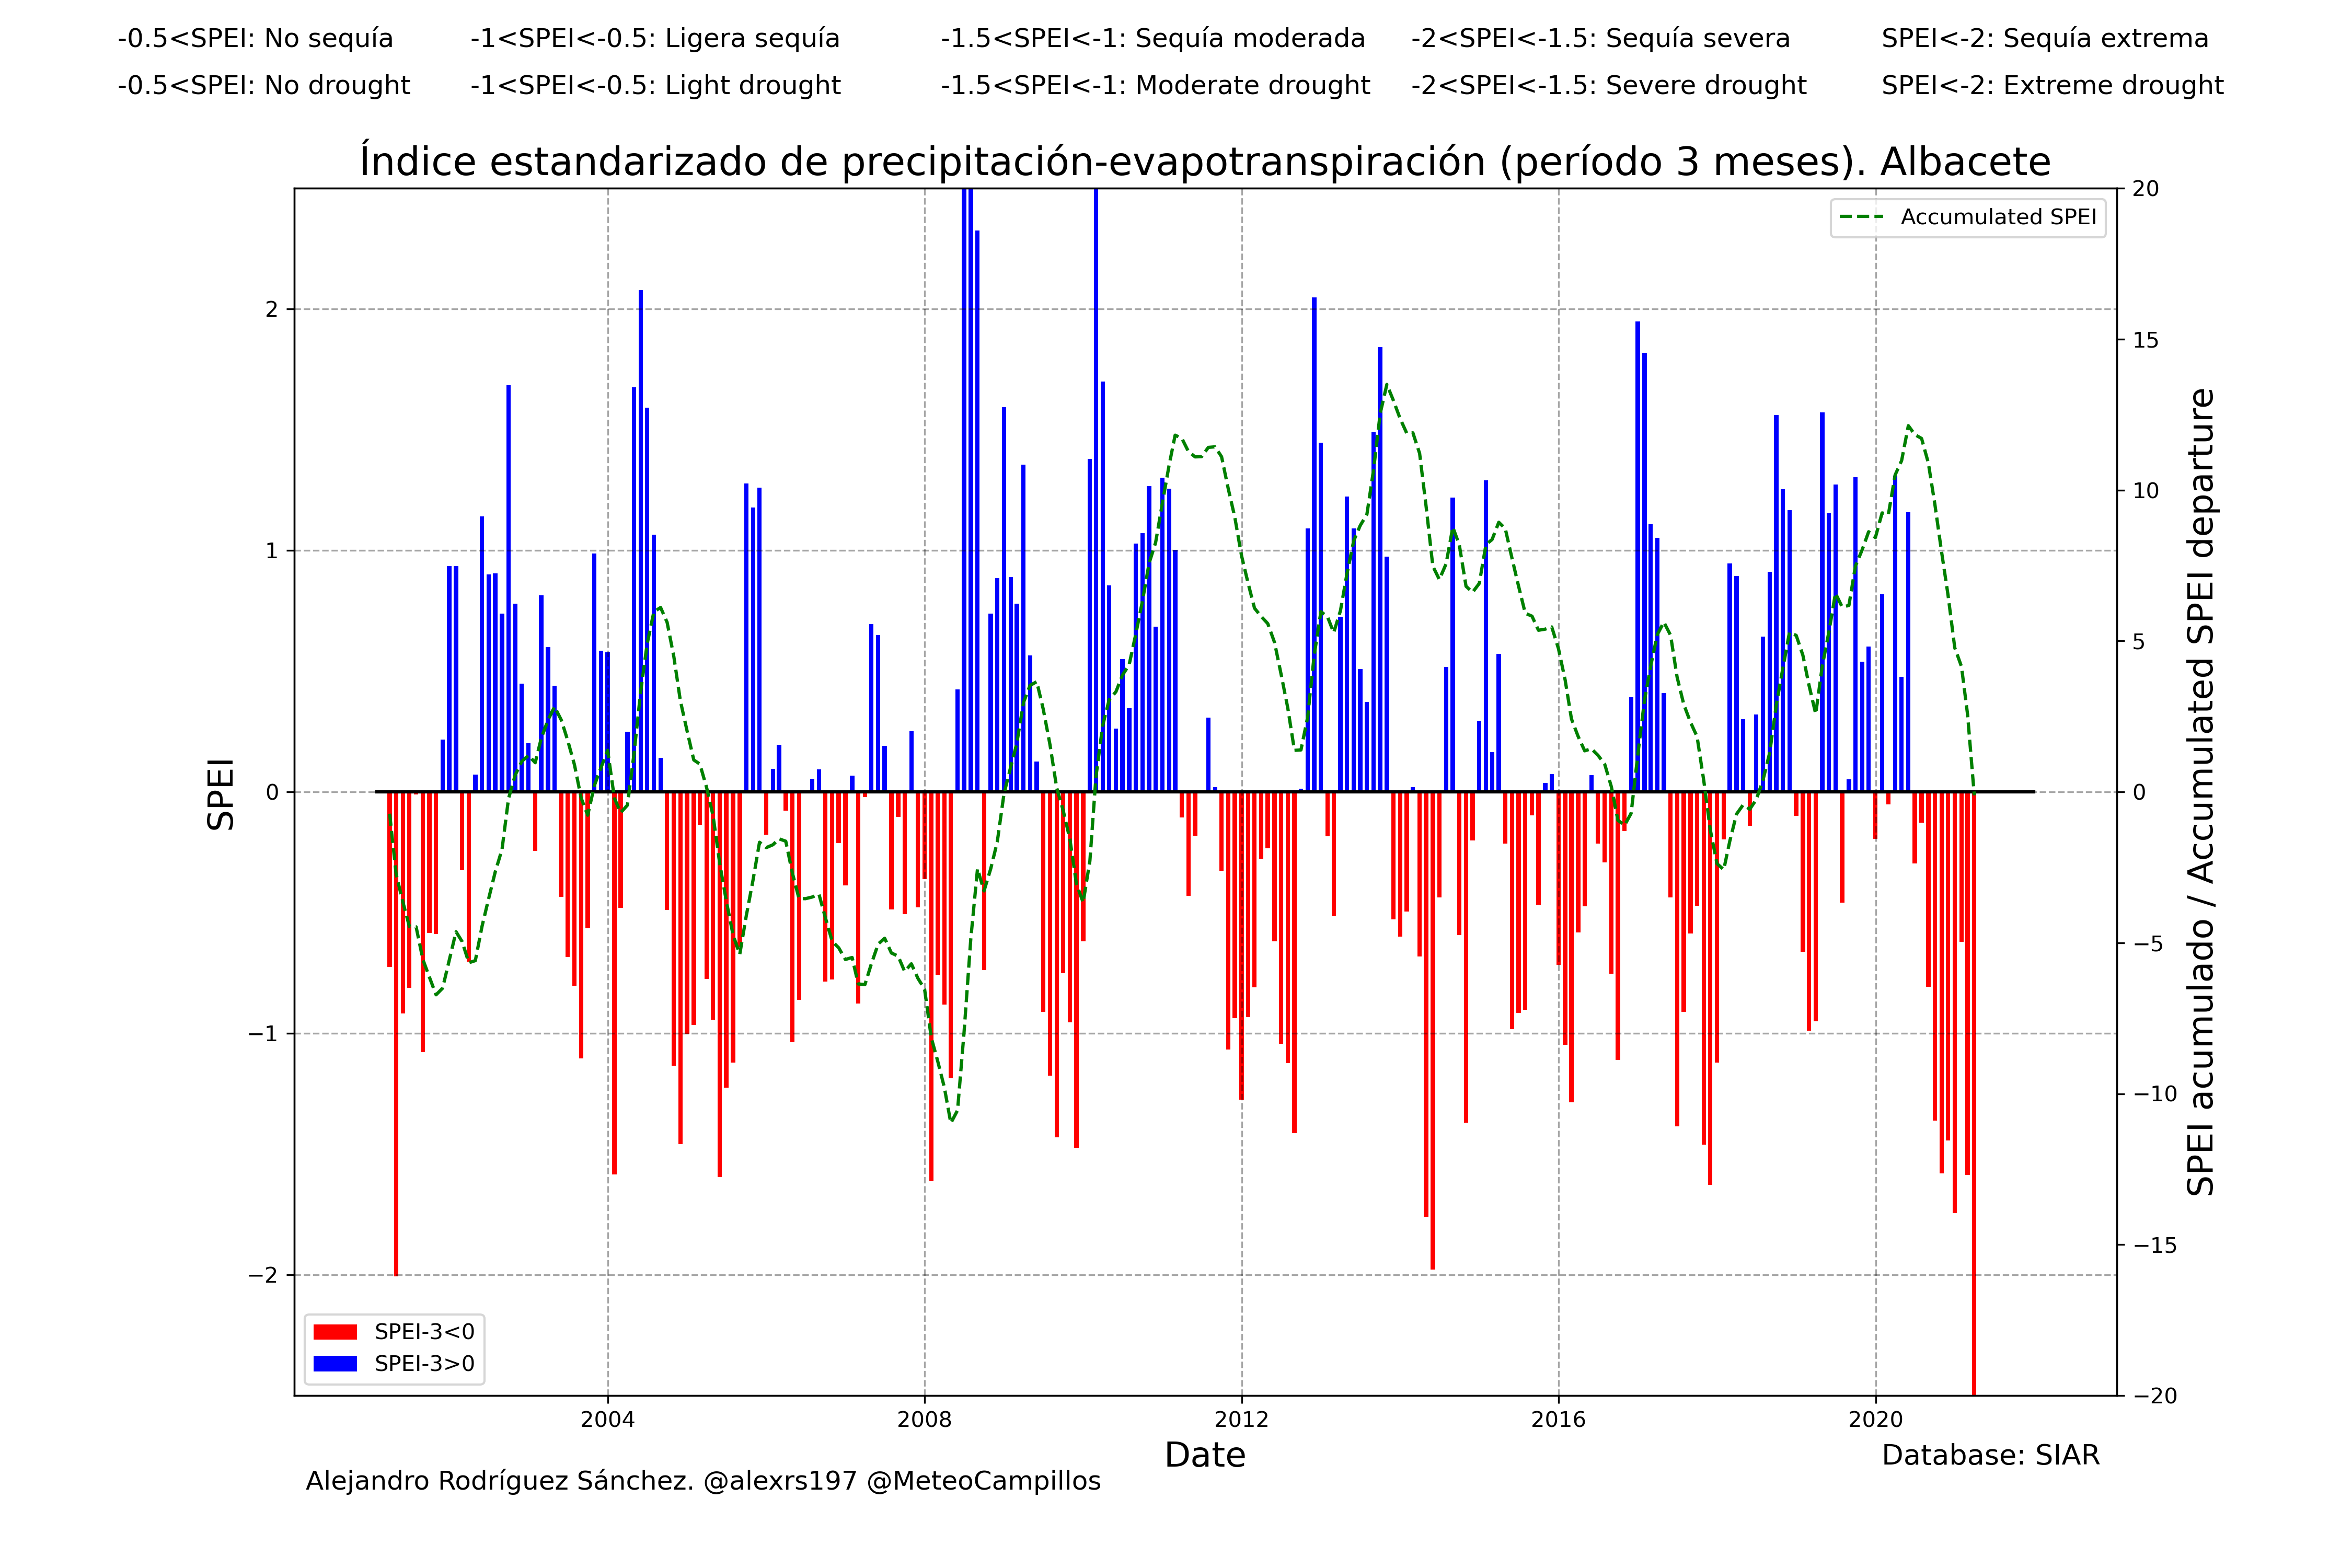 -0.5<SPEI: No sequía -1<SPEI<-0.5: Ligera sequía -1.5<SPEI<-1: Sequía moderada -2<SPEI<-1.5: Sequía severa SPEI<-2: Sequía extrema
-0.5<SPEI: No drought -1<SPEI<-0.5: Light drought -1.5<SPEI<-1: Moderate drought -2<SPEI<-1.5: Severe drought SPEI<-2: Extreme drought
Índice estandarizado de precipitación-evapotranspiración (período 3 meses). Albacete
Accumulated SPEI
SPEI
2
1
0
−1
−2
20
15
10
5
0
−5
−10
−15
−20
SPEI acumulado / Accumulated SPEI departure
SPEI-3<0
SPEI-3>0
2004 2008 2012 2016 2020
Date
Database: SIAR
Alejandro Rodríguez Sánchez. @alexrs197 @MeteoCampillos